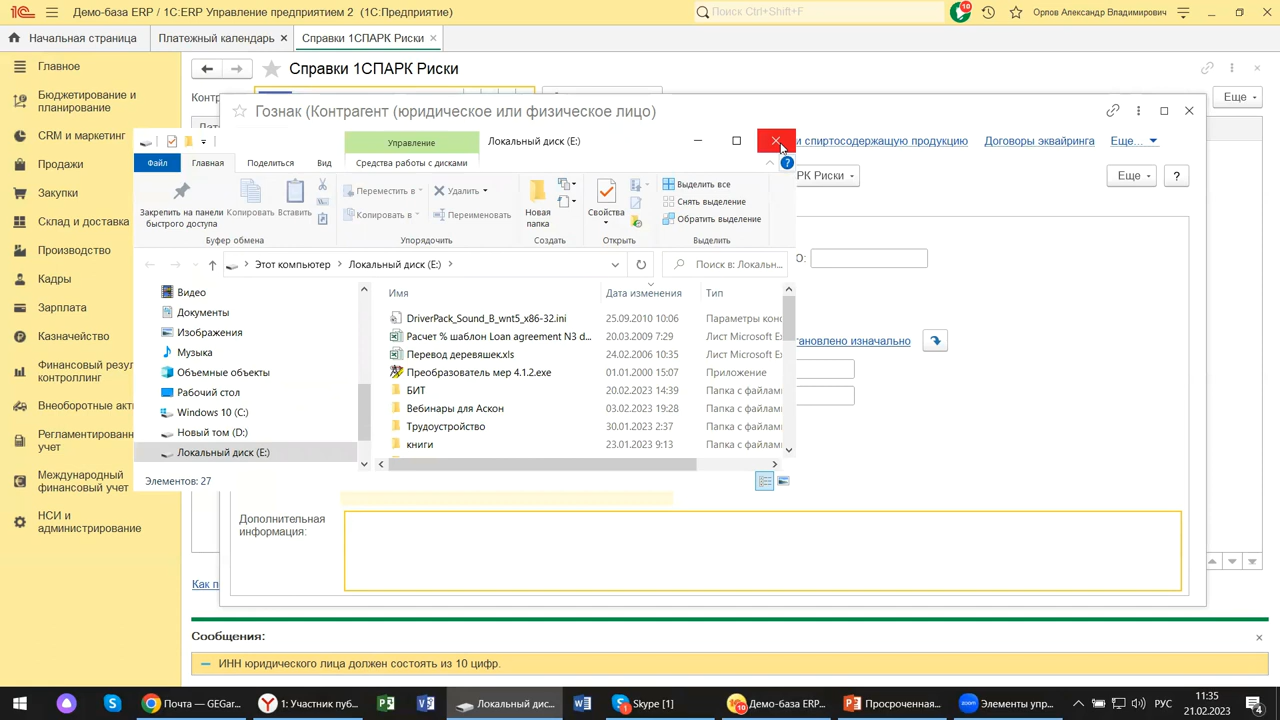 Демо-база ERP / 1С:ERP Управление предприятием 2 (1С:Предприятие)
Поиск Ctrl+Shift+F
10
Орлов Александр Владимирович
Начальная страница
Платежный календарь ×
Справки 1СПАРК Риски ×
Главное
Бюджетирование и
планирование
CRM и маркетинг
Продажи
Закупки
Склад и доставка
Производство
Кадры
Зарплата
Казначейство
Финансовый резул
контроллинг
Внеоборотные акт
Регламентированн
учет
Международный
финансовый учет
НСИ и
администрирование
Справки 1СПАРК Риски
Еще
Гознак (Контрагент (юридическое или физическое лицо)
и спиртосодержащую продукцию
Договоры эквайринга
Еще...
РК Риски
Еще
?
О:
тановлено изначально
Дополнительная
информация:
Как п
Управление
Локальный диск (E:)
Файл
Главная
Поделиться
Вид
Средства работы с дисками
Закрепить на панели
быстрого доступа
Копировать
Вставить
Буфер обмена
Переместить в
Копировать в
Удалить
Переименовать
Упорядочить
Новая
папка
Создать
Свойства
Открыть
Выделить все
Снять выделение
Обратить выделение
Выделить
Этот компьютер > Локальный диск (E:) >
Поиск в: Локальн...
Видео
Документы
Изображения
Музыка
Объемные объекты
Рабочий стол
Windows 10 (C:)
Новый том (D:)
Локальный диск (E:)
Имя Дата изменения Тип
DriverPack_Sound_B_wnt5_x86-32.ini 25.09.2010 10:06 Параметры конс
Расчет % шаблон Loan agreement N3 d... 20.03.2009 7:29 Лист Microsoft Ex
Перевод деревяшек.xls 24.02.2006 10:35 Лист Microsoft Ex
Преобразователь мер 4.1.2.exe 01.01.2000 15:07 Приложение
БИТ 20.02.2023 14:39 Папка с файлами
Вебинары для Аскон 03.02.2023 19:28 Папка с файлами
Трудоустройство 30.01.2023 2:37 Папка с файлами
книги 23.01.2023 9:13 Папка с файлами
Элементов: 27
Сообщения:
ИНН юридического лица должен состоять из 10 цифр.
Почта — GEGar...
1: Участник пуб...
Локальный дис...
Skype [1]
Демо-база ERP...
Просроченная...
Элементы упр...
РУС
11:35
21.02.2023